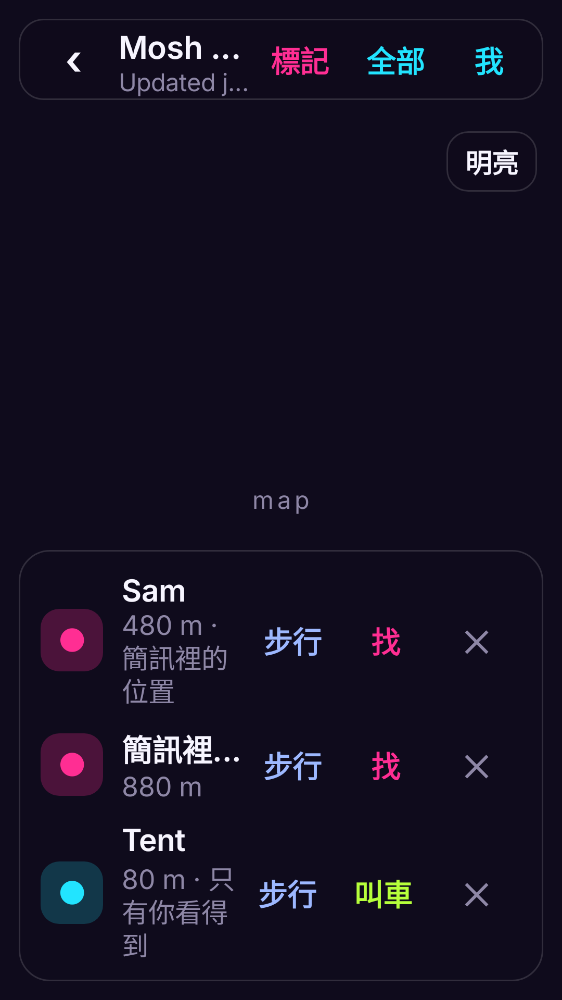 ‹
Mosh ...
Updated j...
標記
全部
我
明亮
map
Sam
480 m ·
簡訊裡的
位置
步行
找
×
簡訊裡...
880 m
步行
找
×
Tent
80 m · 只
有你看得
到
步行
叫車
×